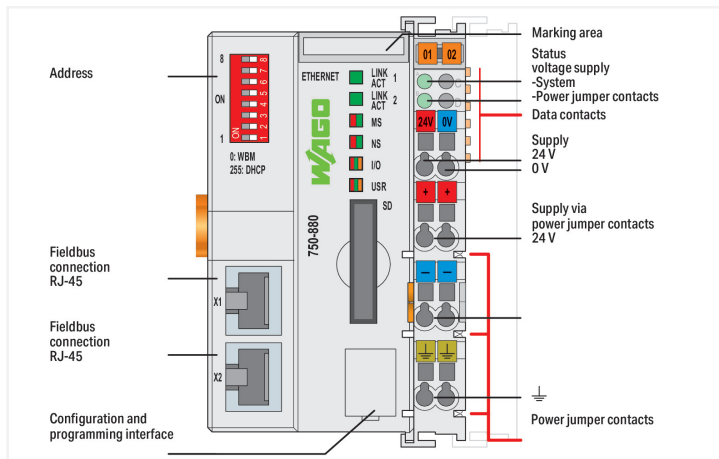 Address
8
ON
1
ON
1 2 3 4 5 6 7 8
0: WBM
255: DHCP
Fieldbus
connection
RJ-45
X1
Fieldbus
connection
RJ-45
X2
Configuration and
programming interface
ETHERNET
LINK 1
ACT
LINK 2
ACT
MS
NS
I/O
USR
SD
WAGO
750-880
01 02
24V 0V
+ +
— —
Marking area
Status
voltage supply
-System
-Power jumper contacts
Data contacts
Supply
24 V
0 V
Supply via
power jumper contacts
24 V
Power jumper contacts